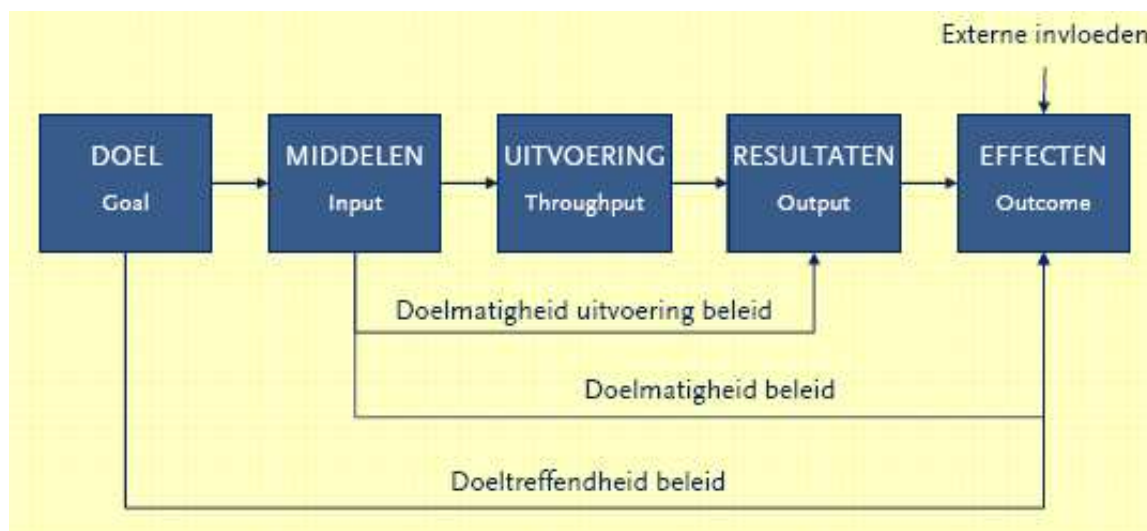 Externe invloeden
DOEL
Goal
MIDDELEN
Input
UITVOERING
Throughput
RESULTATEN
Output
EFFECTEN
Outcome
Doelmatigheid uitvoering beleid
Doelmatigheid beleid
Doeltreffendheid beleid